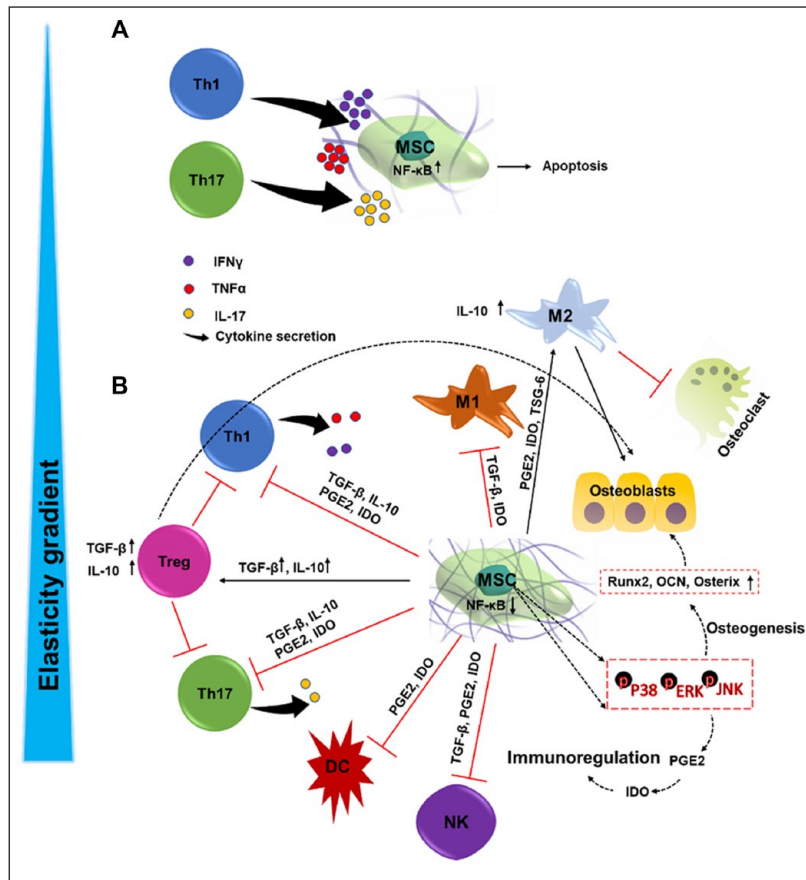 A
Th1
MSC
NF-κB↑
Th17
Apoptosis
IFNγ
TNFα
IL-17
Cytokine secretion
Elasticity gradient
B
IL-10 ↑
M2
M1
Osteoclast
Th1
PGE2, IDO, TSG-6
TGF-β, IDO
TGF-β, IL-10
PGE2, IDO
Osteoblasts
TGF-β↑
IL-10 ↑
Treg
TGF-β↑, IL-10↑
MSC
NF-κB↓
Runx2, OCN, Osterix ↑
Osteogenesis
TGF-β, IL-10
PGE2, IDO
Th17
PGE2, IDO
TGF-β, PGE2, IDO
p P38 p ERK p JNK
DC
NK
Immunoregulation
PGE2
IDO